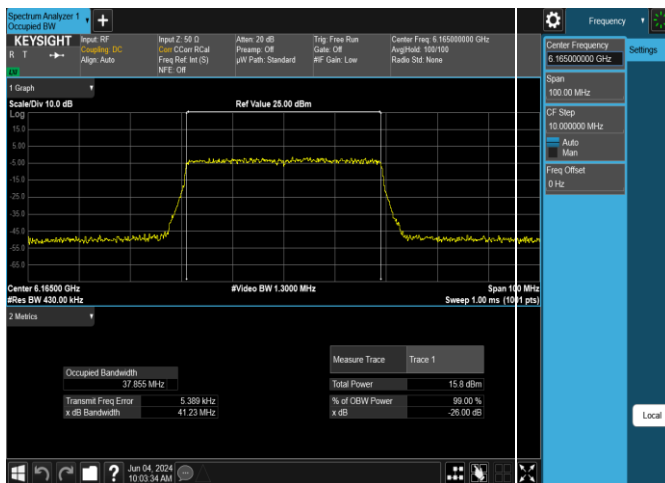 Spectrum Analyzer 1
Occupied BW
Frequency
KEYSIGHT
R T
LXI
Input: RF
Coupling: DC
Align: Auto
Input Z: 50 Ω
Corr CCorr RCal
Freq Ref: Int (S)
NFE: Off
Atten: 20 dB
Preamp: Off
µW Path: Standard
Trig: Free Run
Gate: Off
#IF Gain: Low
Center Freq: 6.165000000 GHz
Avg|Hold: 100/100
Radio Std: None
Center Frequency
6.165000000 GHz
Settings
Span
100.00 MHz
CF Step
10.000000 MHz
Auto
Man
Freq Offset
0 Hz
Local
1 Graph
Scale/Div 10.0 dB
Ref Value 25.00 dBm
Log
15.0
5.00
-5.00
-15.0
-25.0
-35.0
-45.0
-55.0
-65.0
Center 6.16500 GHz
#Video BW 1.3000 MHz
Span 100 MHz
#Res BW 430.00 kHz
Sweep 1.00 ms (1001 pts)
2 Metrics
Measure Trace Trace 1
Occupied Bandwidth
37.855 MHz
Total Power 15.8 dBm
Transmit Freq Error 5.389 kHz
% of OBW Power 99.00 %
x dB Bandwidth 41.23 MHz
x dB -26.00 dB
Jun 04, 2024
10:03:34 AM